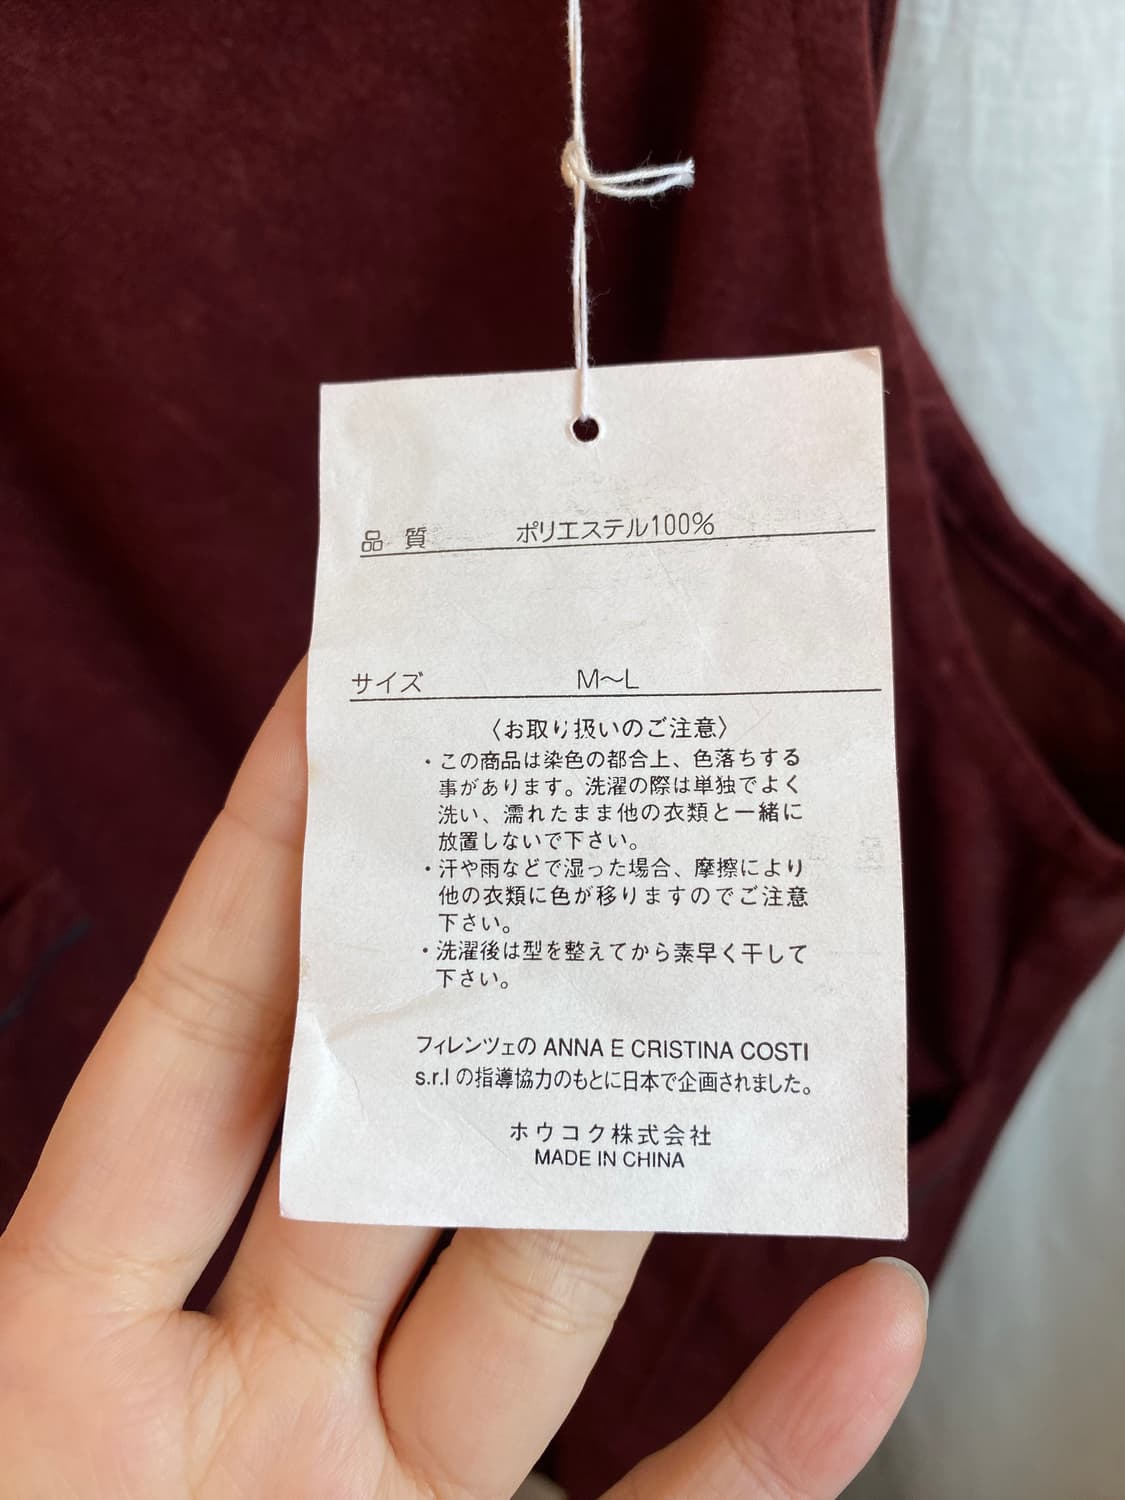 品 質 ポリエステル100%
サイズ M〜L
〈お取り扱いのご注意〉
・この商品は染色の都合上、色落ちする
事があります。洗濯の際は単独でよく
洗い、濡れたまま他の衣類と一緒に
放置しないで下さい。
・汗や雨などで湿った場合、摩擦により
他の衣類に色が移りますのでご注意
下さい。
・洗濯後は型を整えてから素早く干して
下さい。
フィレンツェの ANNA E CRISTINA COSTI
s.r.l の指導協力のもとに日本で企画されました。
ホウコク株式会社
MADE IN CHINA